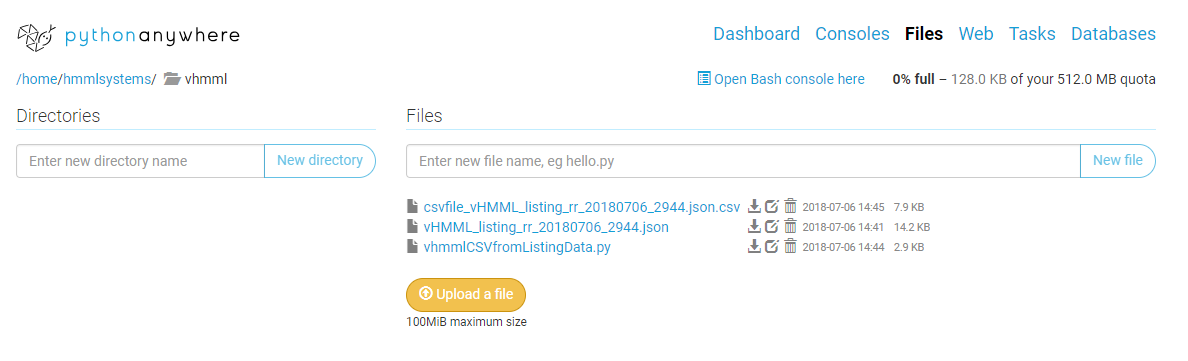 pythonanywhere
Dashboard Consoles Files Web Tasks Databases
/home/hmmlsystems/ vhmml
Open Bash console here 0% full – 128.0 KB of your 512.0 MB quota
Directories
Enter new directory name New directory
Files
Enter new file name, eg hello.py New file
csvfile_vHMML_listing_rr_20180706_2944.json.csv 2018-07-06 14:45 7.9 KB
vHMML_listing_rr_20180706_2944.json 2018-07-06 14:41 14.2 KB
vhmmlCSVfromListingData.py 2018-07-06 14:44 2.9 KB
Upload a file
100MiB maximum size